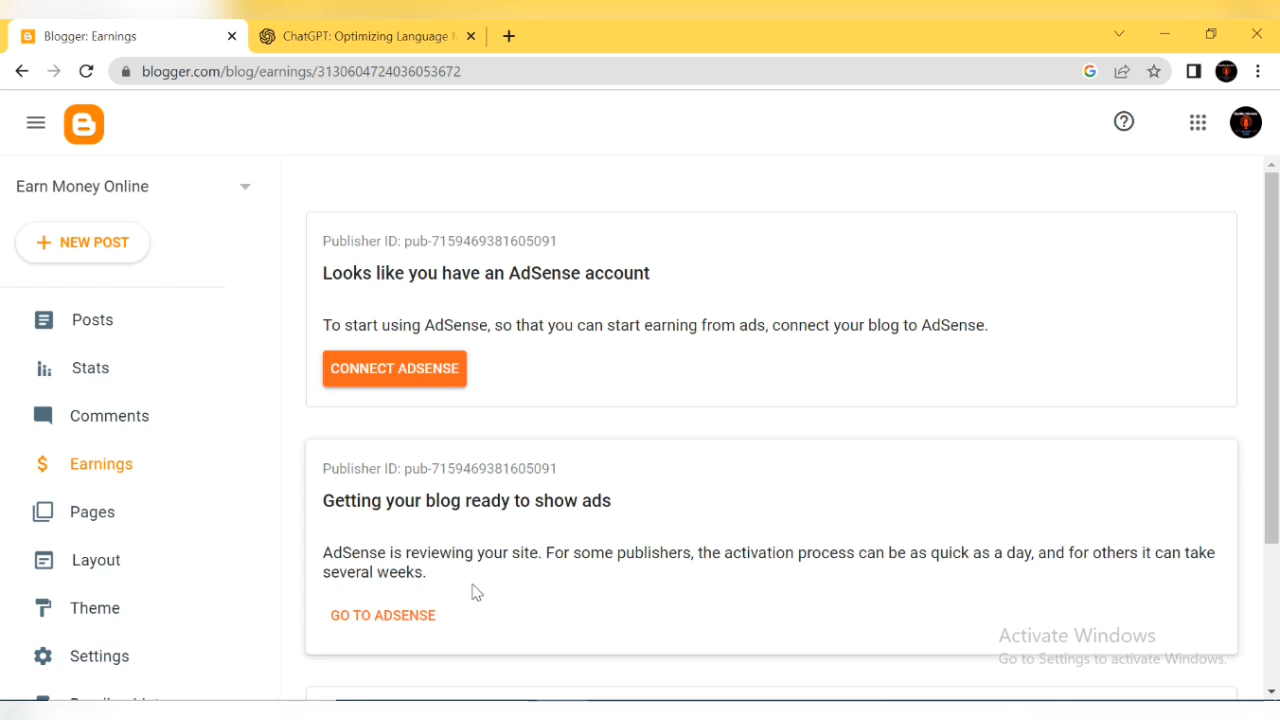 Blogger: Earnings
ChatGPT: Optimizing Language
blogger.com/blog/earnings/3130604724036053672
Earn Money Online
NEW POST
Posts
Stats
Comments
Earnings
Pages
Layout
Theme
Settings
Publisher ID: pub-7159469381605091
Looks like you have an AdSense account
To start using AdSense, so that you can start earning from ads, connect your blog to AdSense.
CONNECT ADSENSE
Publisher ID: pub-7159469381605091
Getting your blog ready to show ads
AdSense is reviewing your site. For some publishers, the activation process can be as quick as a day, and for others it can take
several weeks.
GO TO ADSENSE
Activate Windows
Go to Settings to activate Windows.